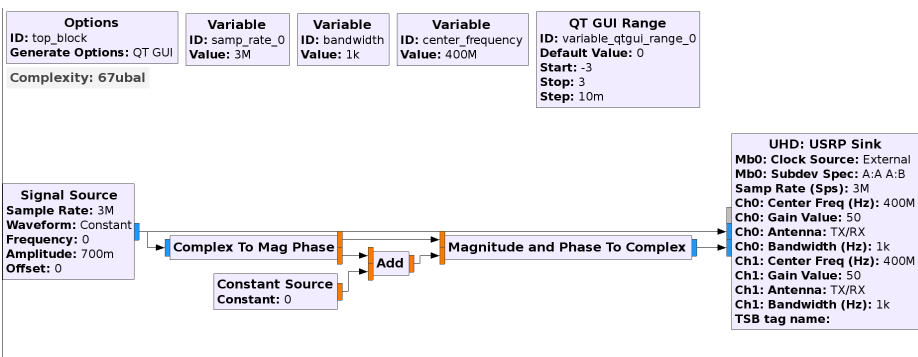 Options
ID: top_block
Generate Options: QT GUI
Complexity: 67ubal
Variable
ID: samp_rate_0
Value: 3M
Variable
ID: bandwidth
Value: 1k
Variable
ID: center_frequency
Value: 400M
QT GUI Range
ID: variable_qtgui_range_0
Default Value: 0
Start: -3
Stop: 3
Step: 10m
Signal Source
Sample Rate: 3M
Waveform: Constant
Frequency: 0
Amplitude: 700m
Offset: 0
Complex To Mag Phase
Constant Source
Constant: 0
Add
Magnitude and Phase To Complex
UHD: USRP Sink
Mb0: Clock Source: External
Mb0: Subdev Spec: A:A A:B
Samp Rate (Sps): 3M
Ch0: Center Freq (Hz): 400M
Ch0: Gain Value: 50
Ch0: Antenna: TX/RX
Ch0: Bandwidth (Hz): 1k
Ch1: Center Freq (Hz): 400M
Ch1: Gain Value: 50
Ch1: Antenna: TX/RX
Ch1: Bandwidth (Hz): 1k
TSB tag name: